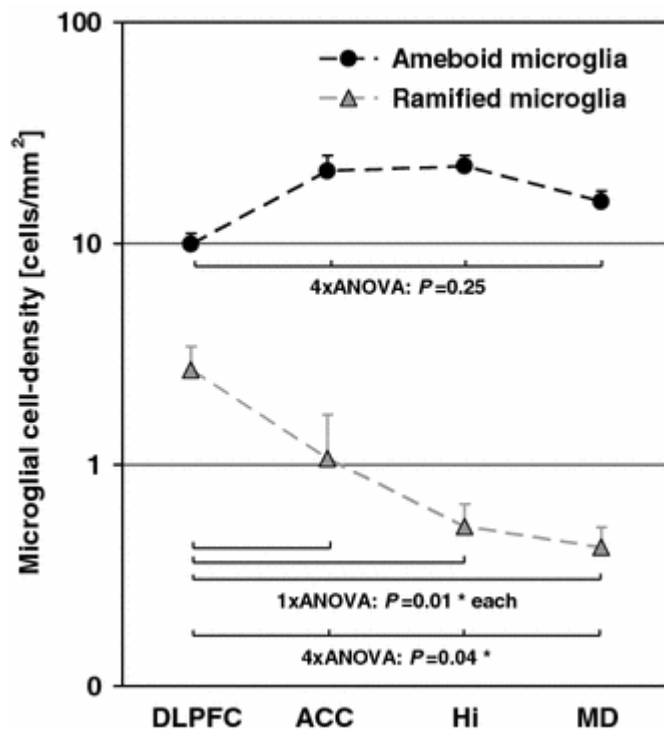 100
Ameboid microglia
Ramified microglia
Microglial cell-density [cells/mm²]
10
4xANOVA: P=0.25
1
1xANOVA: P=0.01 * each
4xANOVA: P=0.04 *
0
DLPFC ACC Hi MD